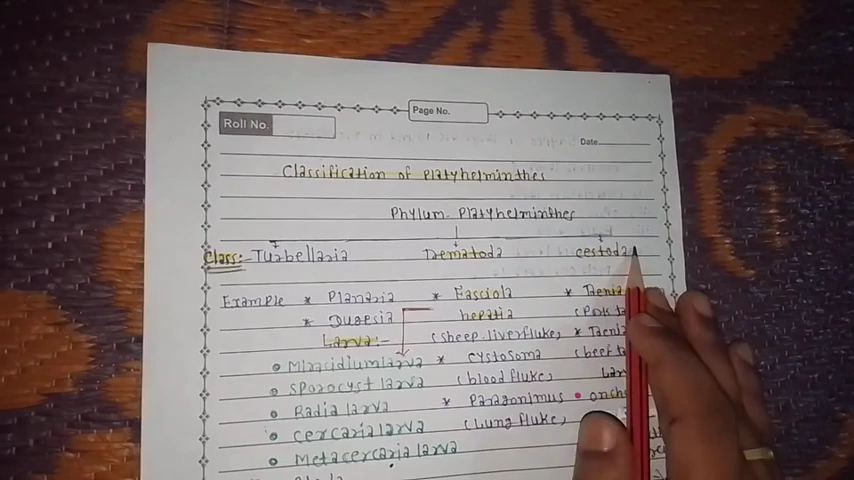 Page No.
Roll No.
Date
Classification of Platyhelminthes
Phylum - Platyhelminthes
Class:- Turbellaria Trematoda cestoda
Example * Planaria * Fasciola * Taenia
* Dugesia hepatia
Larva:- (sheep liverfluke, * Taenia
• Miracidium larva * cystosoma (beef
• Sporocyst larva (blood fluke,
• Radia larva * Paragonimus •
• cercaria larva (Lung fluke,
• Metacercaria larva